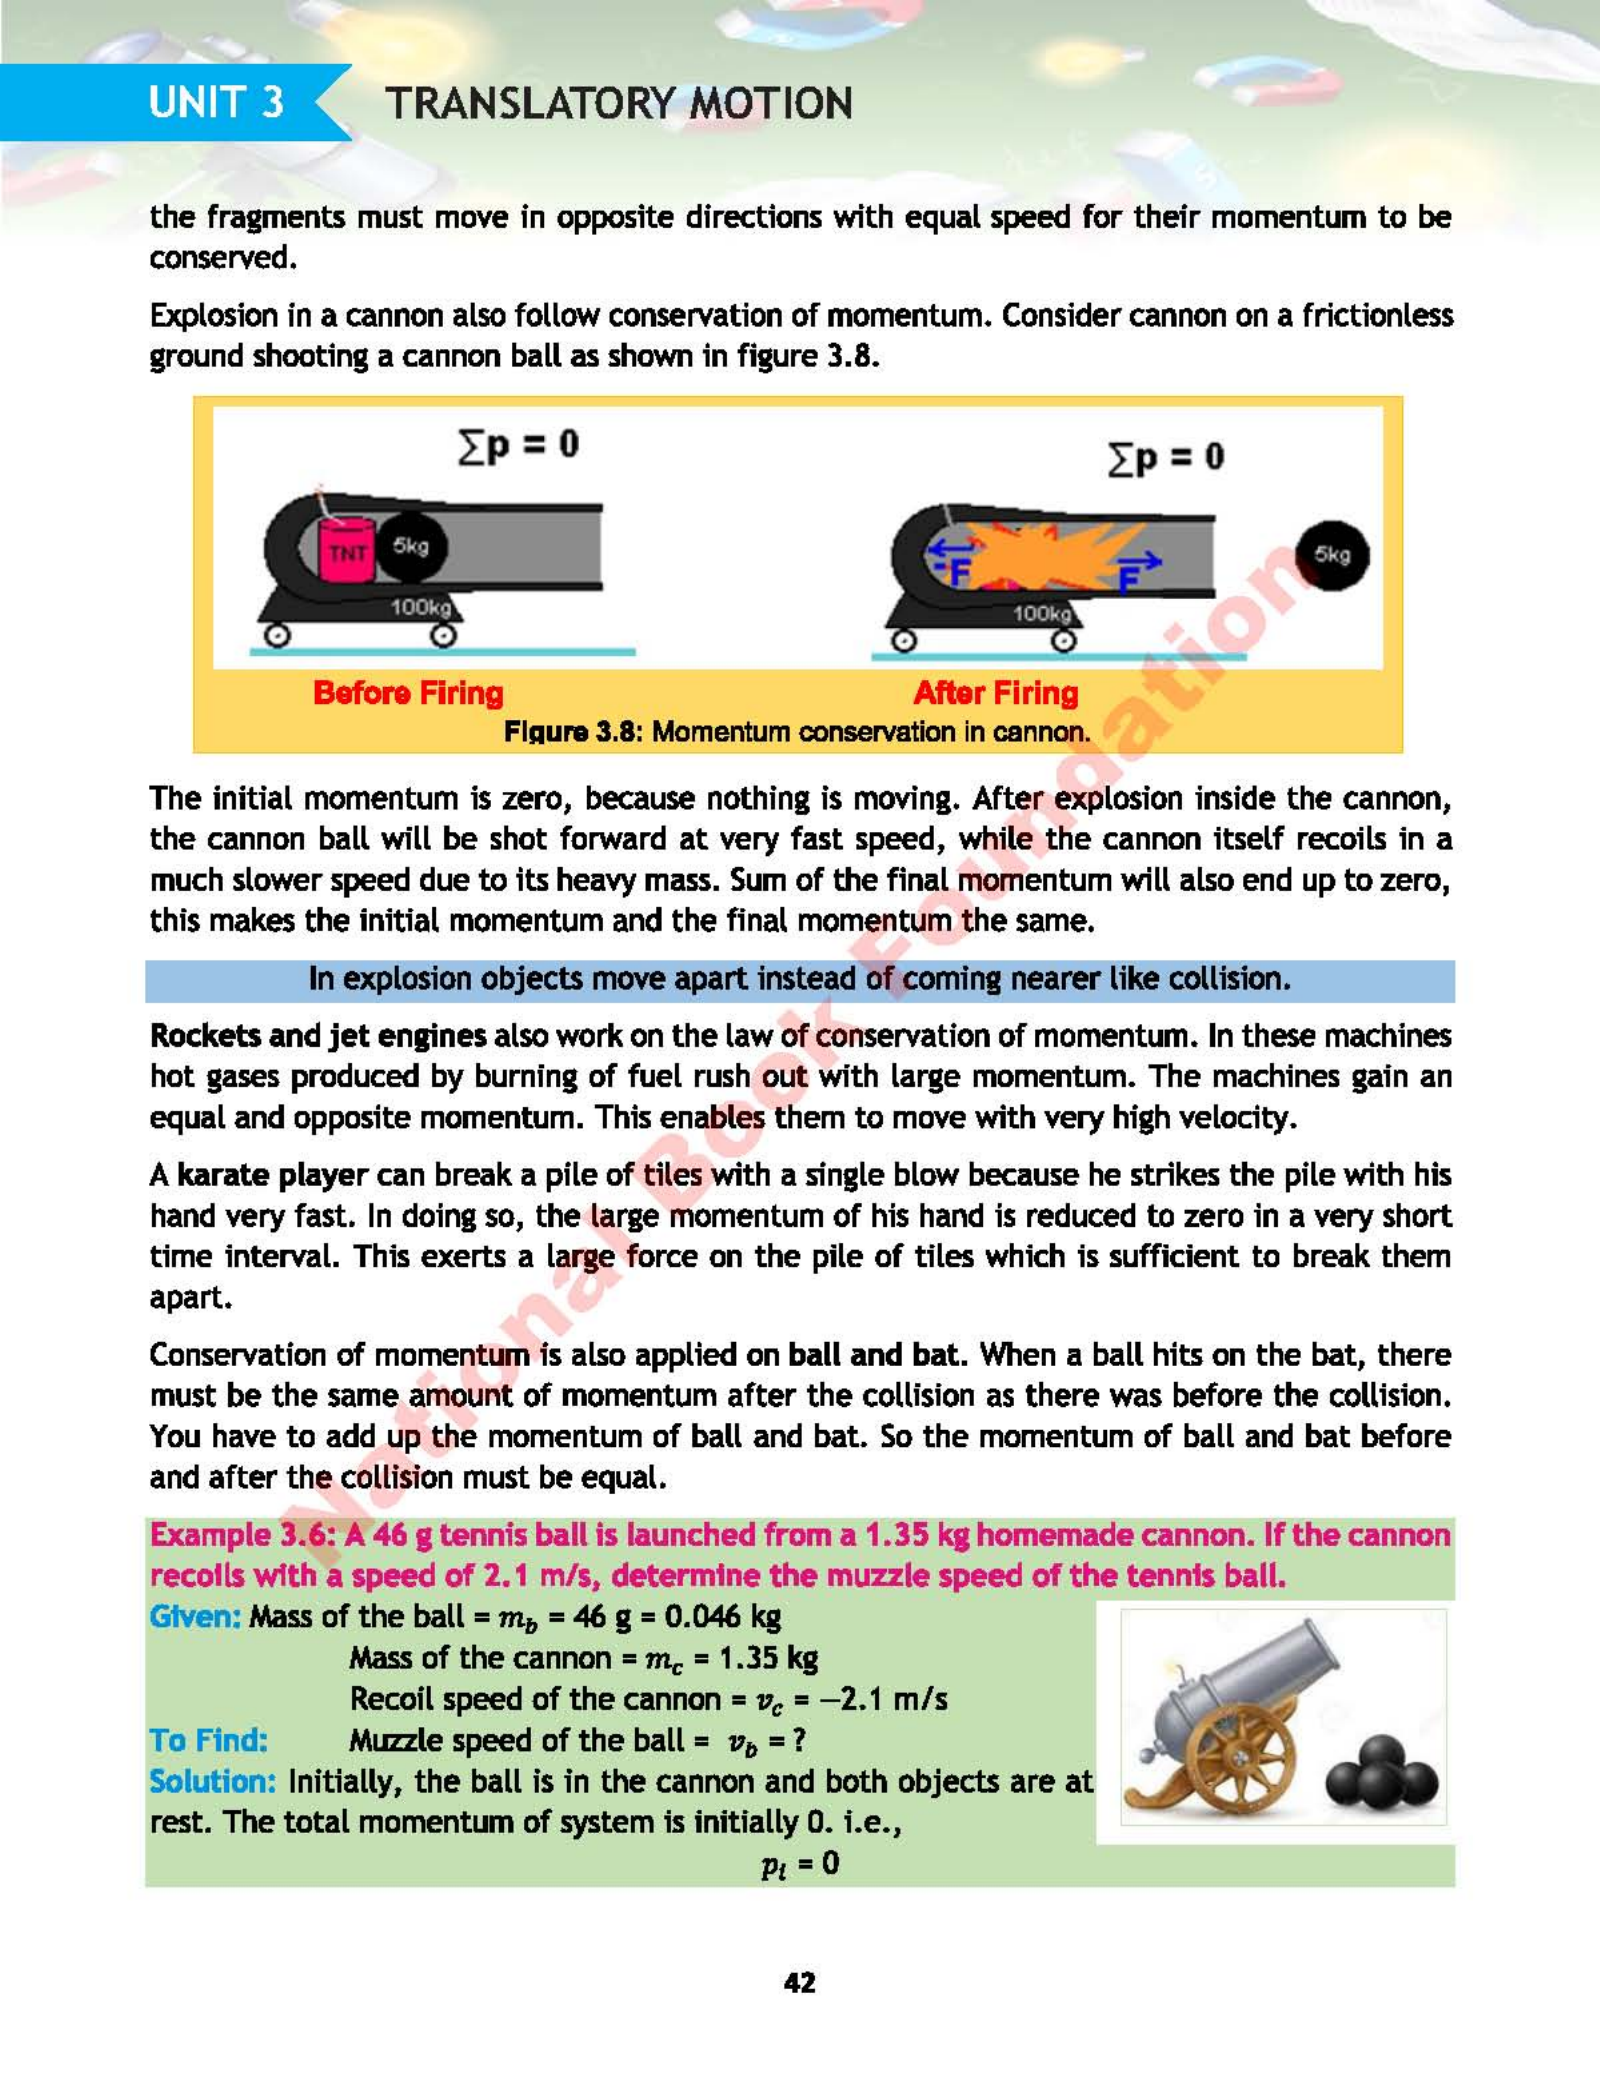 UNIT 3
TRANSLATORY MOTION
the fragments must move in opposite directions with equal speed for their momentum to be
conserved.
Explosion in a cannon also follow conservation of momentum. Consider cannon on a frictionless
ground shooting a cannon ball as shown in figure 3.8.
∑p = 0
∑p = 0
TNT
5kg
100kg
-F
F
5kg
100kg
Before Firing
After Firing
Figure 3.8: Momentum conservation in cannon.
The initial momentum is zero, because nothing is moving. After explosion inside the cannon,
the cannon ball will be shot forward at very fast speed, while the cannon itself recoils in a
much slower speed due to its heavy mass. Sum of the final momentum will also end up to zero,
this makes the initial momentum and the final momentum the same.
In explosion objects move apart instead of coming nearer like collision.
Rockets and jet engines also work on the law of conservation of momentum. In these machines
hot gases produced by burning of fuel rush out with large momentum. The machines gain an
equal and opposite momentum. This enables them to move with very high velocity.
A karate player can break a pile of tiles with a single blow because he strikes the pile with his
hand very fast. In doing so, the large momentum of his hand is reduced to zero in a very short
time interval. This exerts a large force on the pile of tiles which is sufficient to break them
apart.
Conservation of momentum is also applied on ball and bat. When a ball hits on the bat, there
must be the same amount of momentum after the collision as there was before the collision.
You have to add up the momentum of ball and bat. So the momentum of ball and bat before
and after the collision must be equal.
Example 3.6: A 46 g tennis ball is launched from a 1.35 kg homemade cannon. If the cannon
recoils with a speed of 2.1 m/s, determine the muzzle speed of the tennis ball.
Given: Mass of the ball = m_b = 46 g = 0.046 kg
Mass of the cannon = m_c = 1.35 kg
Recoil speed of the cannon = v_c = −2.1 m/s
To Find: Muzzle speed of the ball = v_b = ?
Solution: Initially, the ball is in the cannon and both objects are at
rest. The total momentum of system is initially 0. i.e.,
p_i = 0
42
National Book Foundation